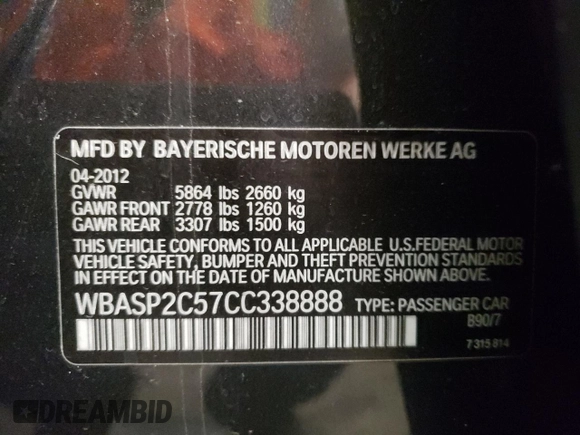 MFD BY BAYERISCHE MOTOREN WERKE AG
04-2012
GVWR 5864 lbs 2660 kg
GAWR FRONT 2778 lbs 1260 kg
GAWR REAR 3307 lbs 1500 kg
THIS VEHICLE CONFORMS TO ALL APPLICABLE U.S.FEDERAL MOTOR
VEHICLE SAFETY, BUMPER AND THEFT PREVENTION STANDARDS
IN EFFECT ON THE DATE OF MANUFACTURE SHOWN ABOVE.
WBASP2C57CC338888 TYPE: PASSENGER CAR
B90/7
7 315 814
DREAMBID